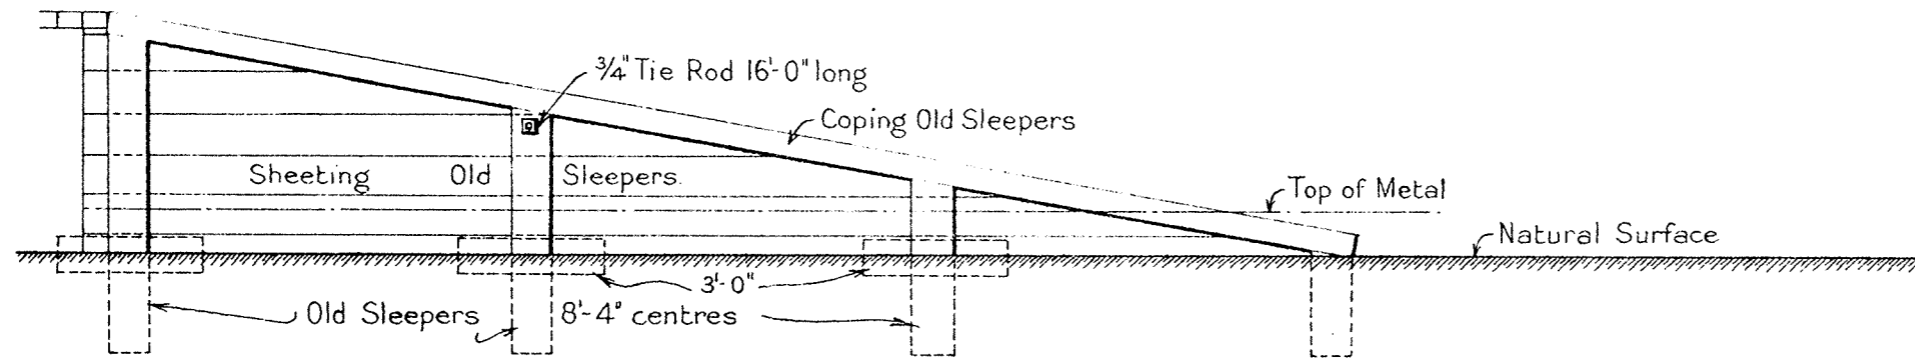 3/4" Tie Rod 16'-0" long
Coping Old Sleepers
Sheeting Old Sleepers.
Top of Metal
Natural Surface
3'-0"
Old Sleepers
8'-4" centres